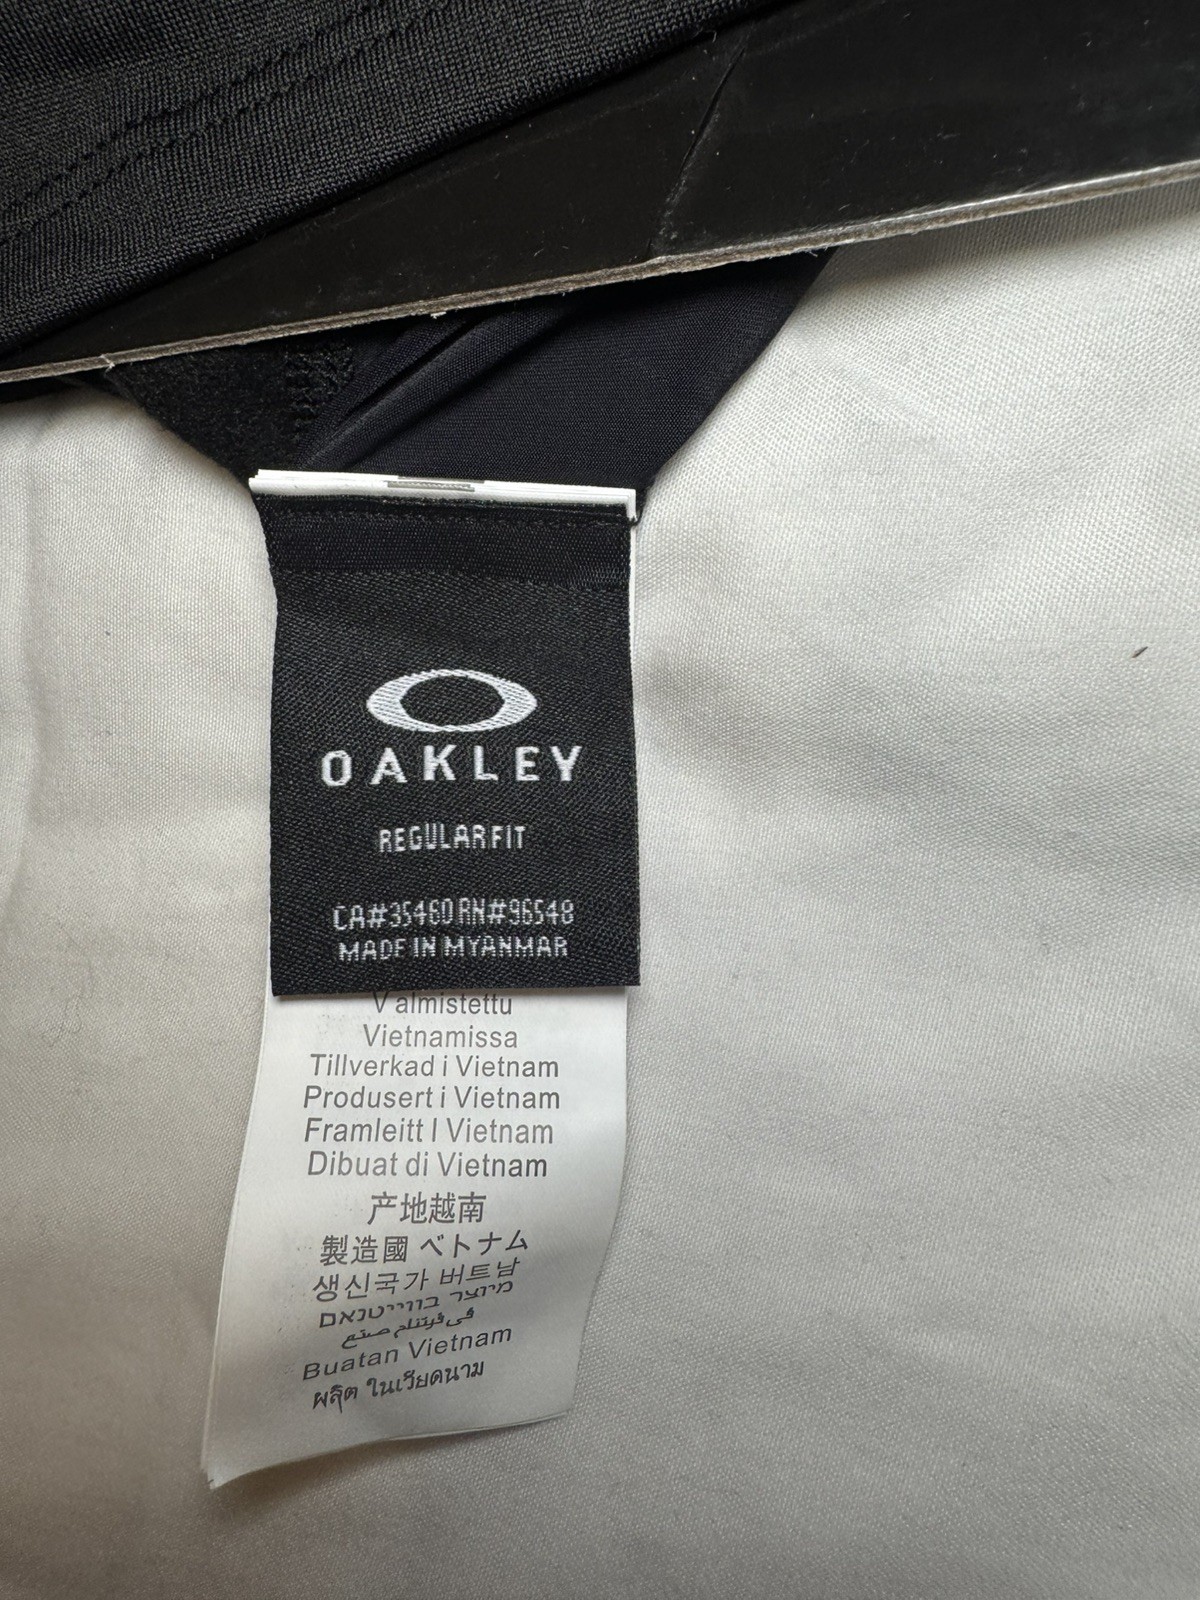 OAKLEY
REGULAR FIT
CA#35460 RN#96548
MADE IN MYANMAR
Valmistettu
Vietnamissa
Tillverkad i Vietnam
Produsert i Vietnam
Framleitt I Vietnam
Dibuat di Vietnam
产地越南
製造國 ベトナム
생신국가 버트남
מיוצר בווייטנאם
في فيتنام صنع
Buatan Vietnam
ผลิต ในเวียดนาม